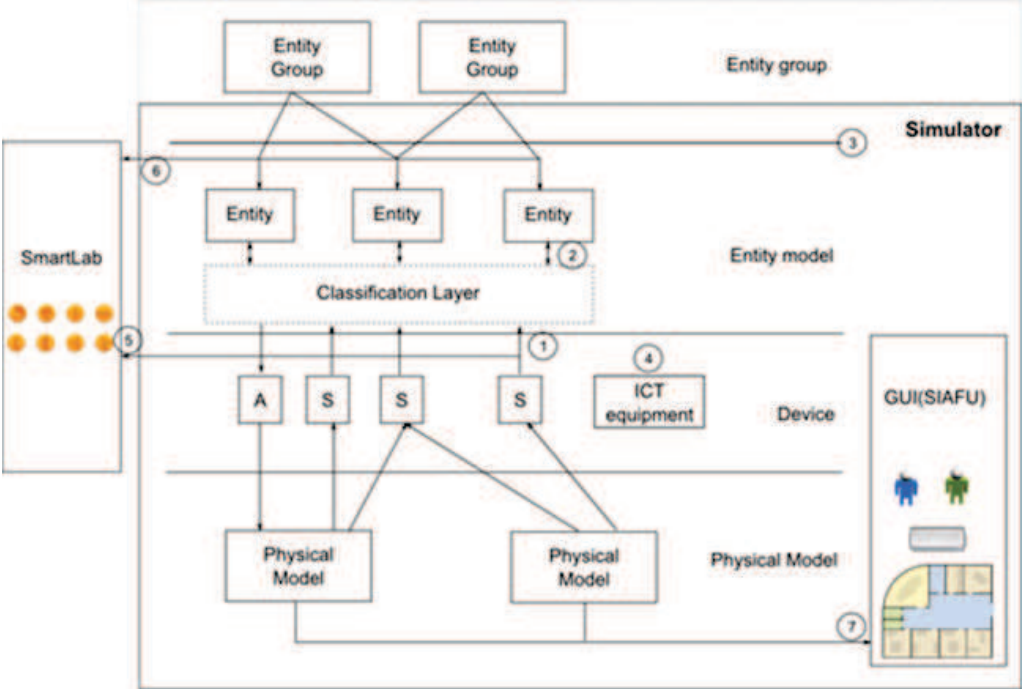 Entity
Group
Entity
Group
Entity group
Simulator
3
6
Entity
Entity
Entity
SmartLab
2
Entity model
Classification Layer
5
1
4
A
S
S
S
ICT
equipment
Device
GUI(SIAFU)
Physical
Model
Physical
Model
Physical Model
7